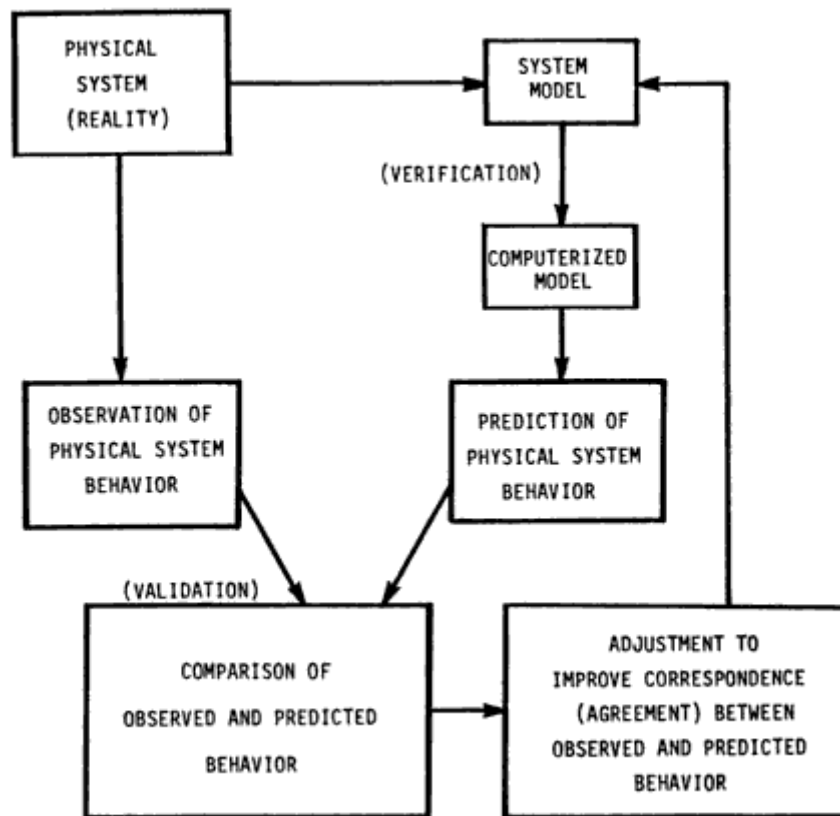 PHYSICAL
SYSTEM
(REALITY)
SYSTEM
MODEL
(VERIFICATION)
COMPUTERIZED
MODEL
OBSERVATION OF
PHYSICAL SYSTEM
BEHAVIOR
PREDICTION OF
PHYSICAL SYSTEM
BEHAVIOR
(VALIDATION)
COMPARISON OF
OBSERVED AND PREDICTED
BEHAVIOR
ADJUSTMENT TO
IMPROVE CORRESPONDENCE
(AGREEMENT) BETWEEN
OBSERVED AND PREDICTED
BEHAVIOR